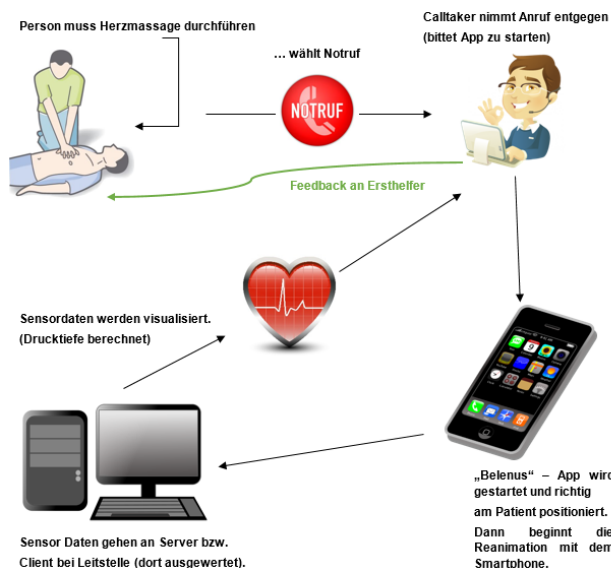 Person muss Herzmassage durchführen
Calltaker nimmt Anruf entgegen
(bittet App zu starten)
... wählt Notruf
NOTRUF
Feedback an Ersthelfer
Sensordaten werden visualisiert.
(Drucktiefe berechnet)
„Belenus“ – App wird
gestartet und richtig
am Patient positioniert.
Dann beginnt die
Reanimation mit dem
Smartphone.
Sensor Daten gehen an Server bzw.
Client bei Leitstelle (dort ausgewertet).